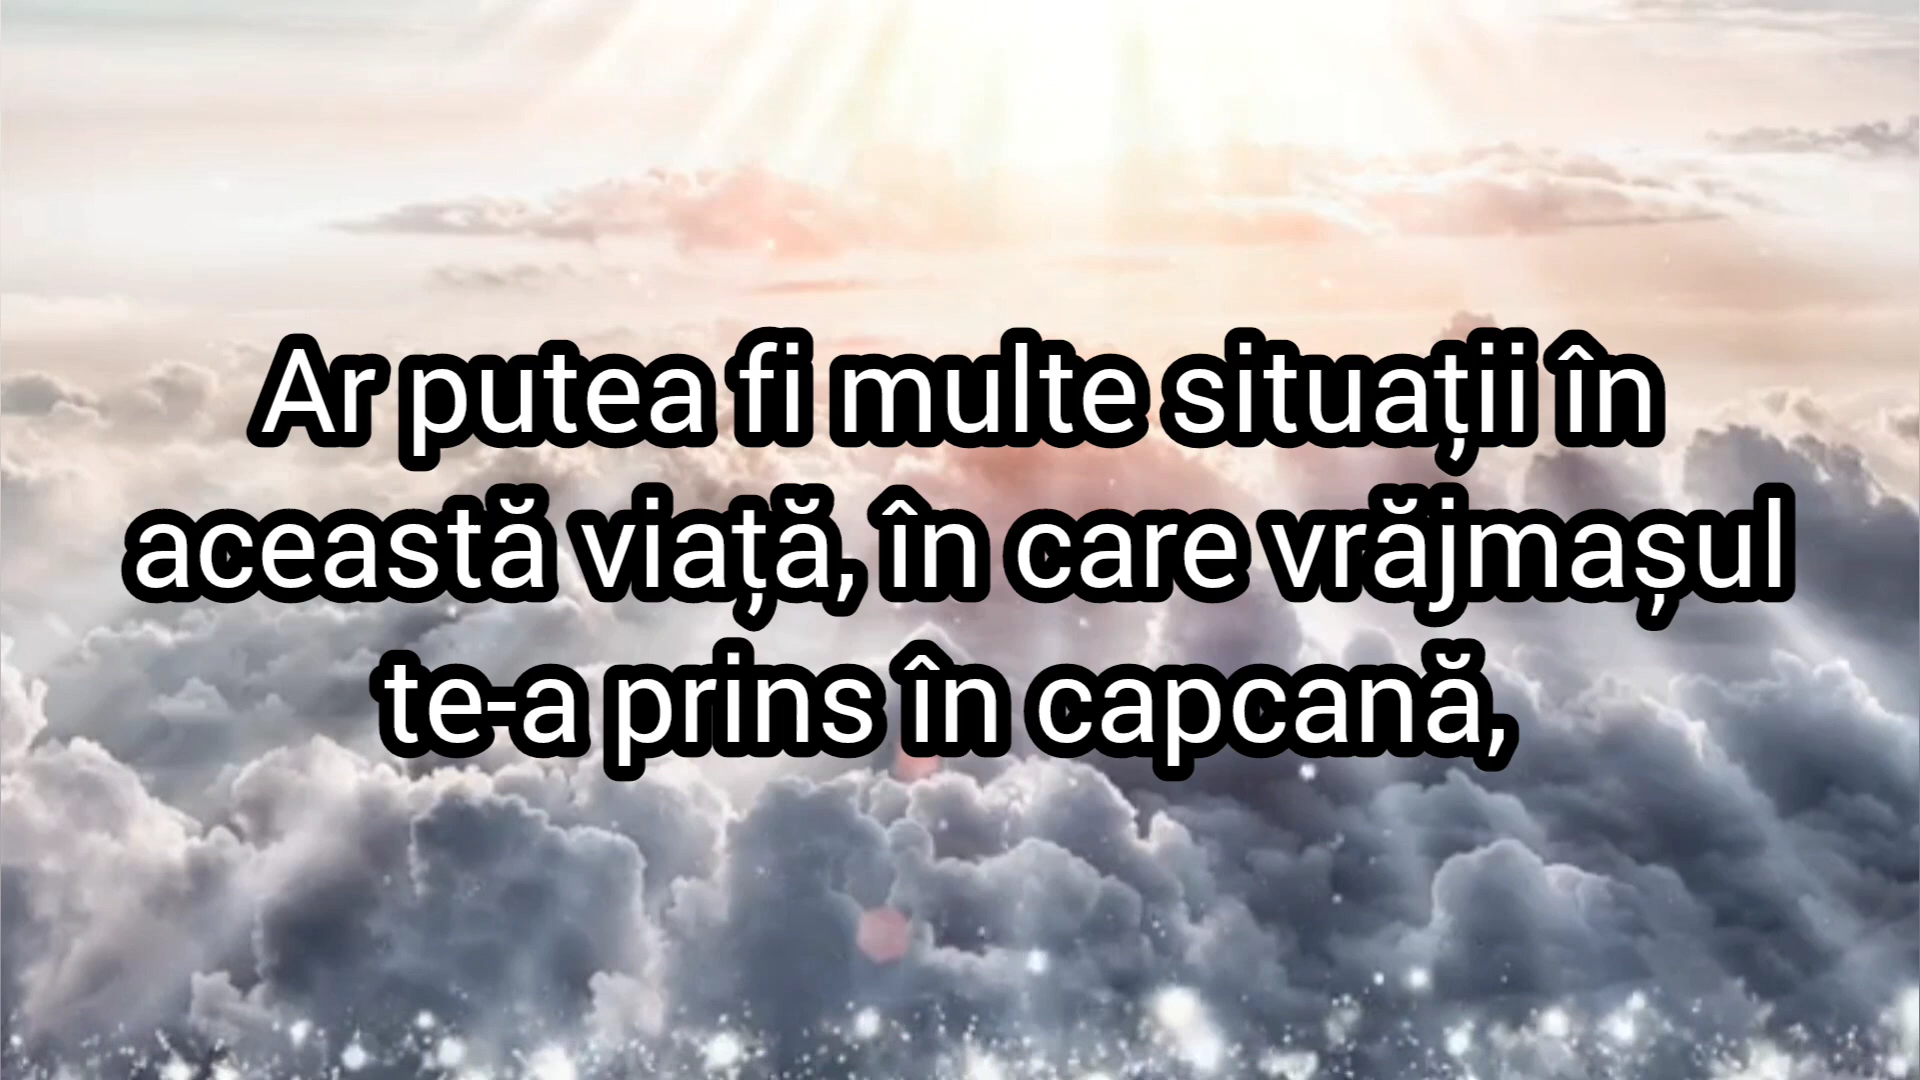 Ar putea fi multe situații în
această viață, în care vrăjmașul
te-a prins în capcană,